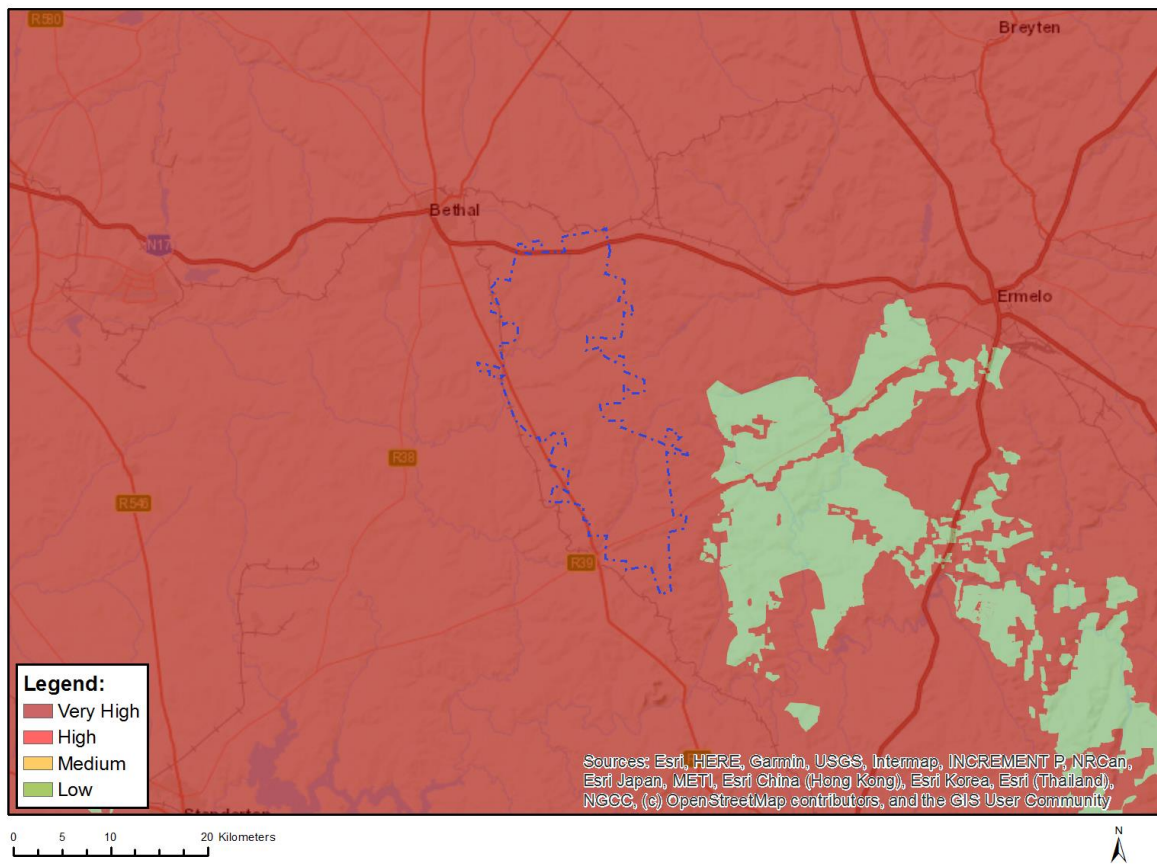 R580
Breyten
Bethal
N17
Ermelo
R38
R546
R39
Legend:
Very High
High
Medium
Low
Standerton
Sources: Esri, HERE, Garmin, USGS, Intermap, INCREMENT P, NRCan,
Esri Japan, METI, Esri China (Hong Kong), Esri Korea, Esri (Thailand),
NGCC, (c) OpenStreetMap contributors, and the GIS User Community
0 5 10 20 Kilometers
N